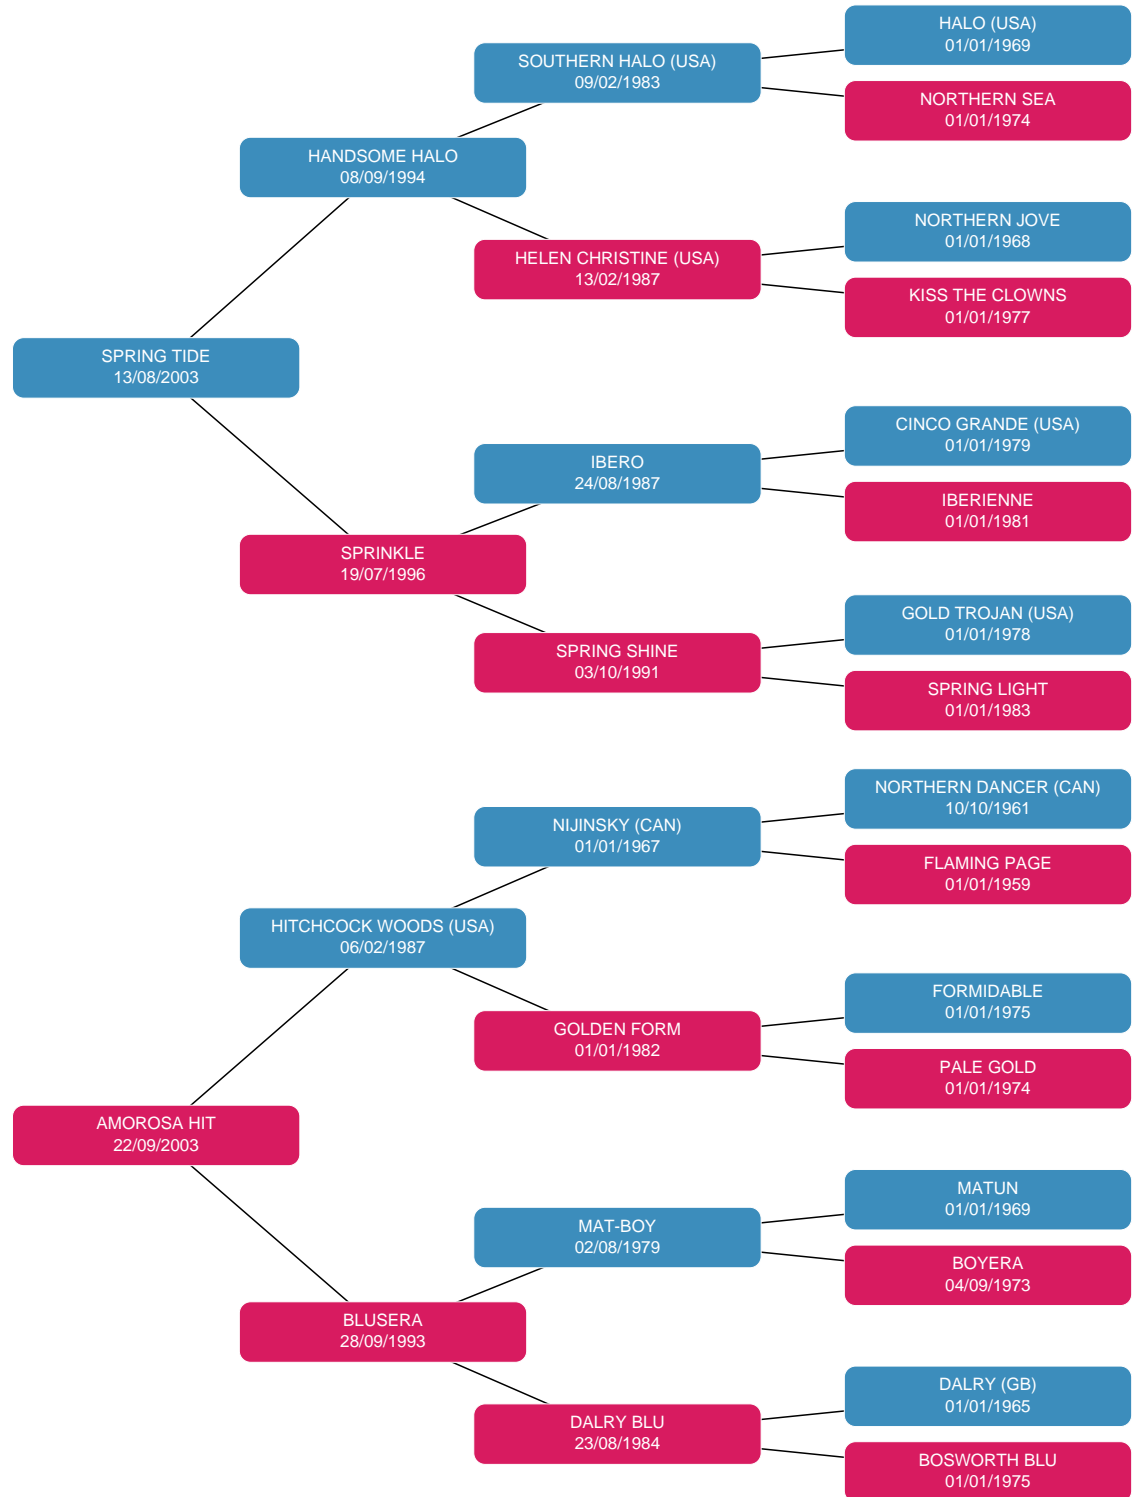 HALO (USA)
01/01/1969
SOUTHERN HALO (USA)
09/02/1983
NORTHERN SEA
01/01/1974
HANDSOME HALO
08/09/1994
NORTHERN JOVE
01/01/1968
HELEN CHRISTINE (USA)
13/02/1987
KISS THE CLOWNS
01/01/1977
SPRING TIDE
13/08/2003
CINCO GRANDE (USA)
01/01/1979
IBERO
24/08/1987
IBERIENNE
01/01/1981
SPRINKLE
19/07/1996
GOLD TROJAN (USA)
01/01/1978
SPRING SHINE
03/10/1991
SPRING LIGHT
01/01/1983
NORTHERN DANCER (CAN)
10/10/1961
NIJINSKY (CAN)
01/01/1967
FLAMING PAGE
01/01/1959
HITCHCOCK WOODS (USA)
06/02/1987
FORMIDABLE
01/01/1975
GOLDEN FORM
01/01/1982
PALE GOLD
01/01/1974
AMOROSA HIT
22/09/2003
MATUN
01/01/1969
MAT-BOY
02/08/1979
BOYERA
04/09/1973
BLUSERA
28/09/1993
DALRY (GB)
01/01/1965
DALRY BLU
23/08/1984
BOSWORTH BLU
01/01/1975